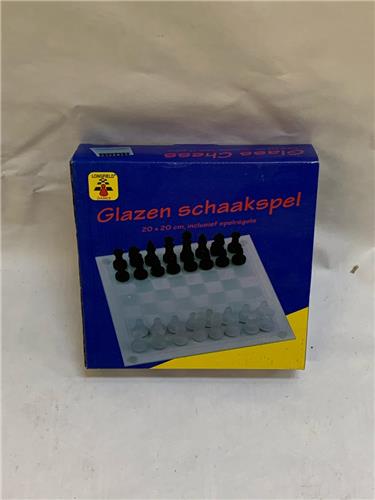 Glass Chess
LONGFIELD
GAMES
Glazen schaakspel
20 x 20 cm, inclusief spelregels